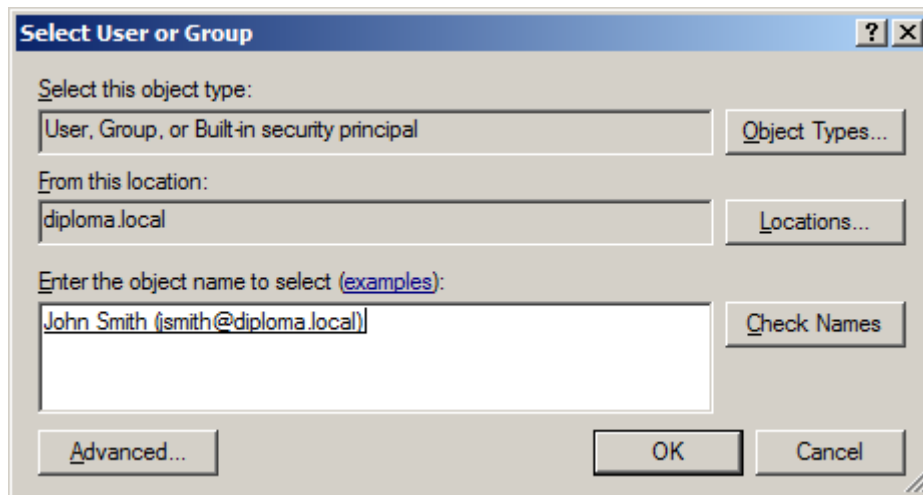 Select User or Group
Select this object type:
User, Group, or Built-in security principal
Object Types...
From this location:
diploma.local
Locations...
Enter the object name to select (examples):
John Smith (jsmith@diploma.local)
Check Names
Advanced...
OK
Cancel